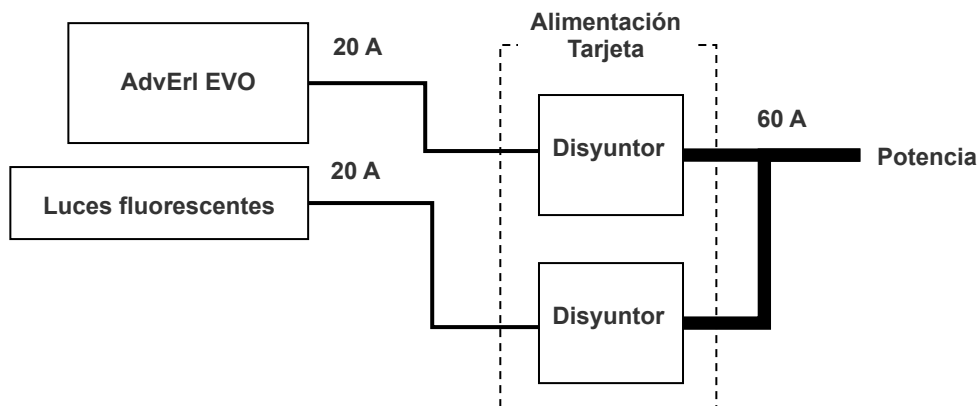 Alimentación
Tarjeta
20 A
AdvErl EVO
60 A
Disyuntor
Potencia
20 A
Luces fluorescentes
Disyuntor